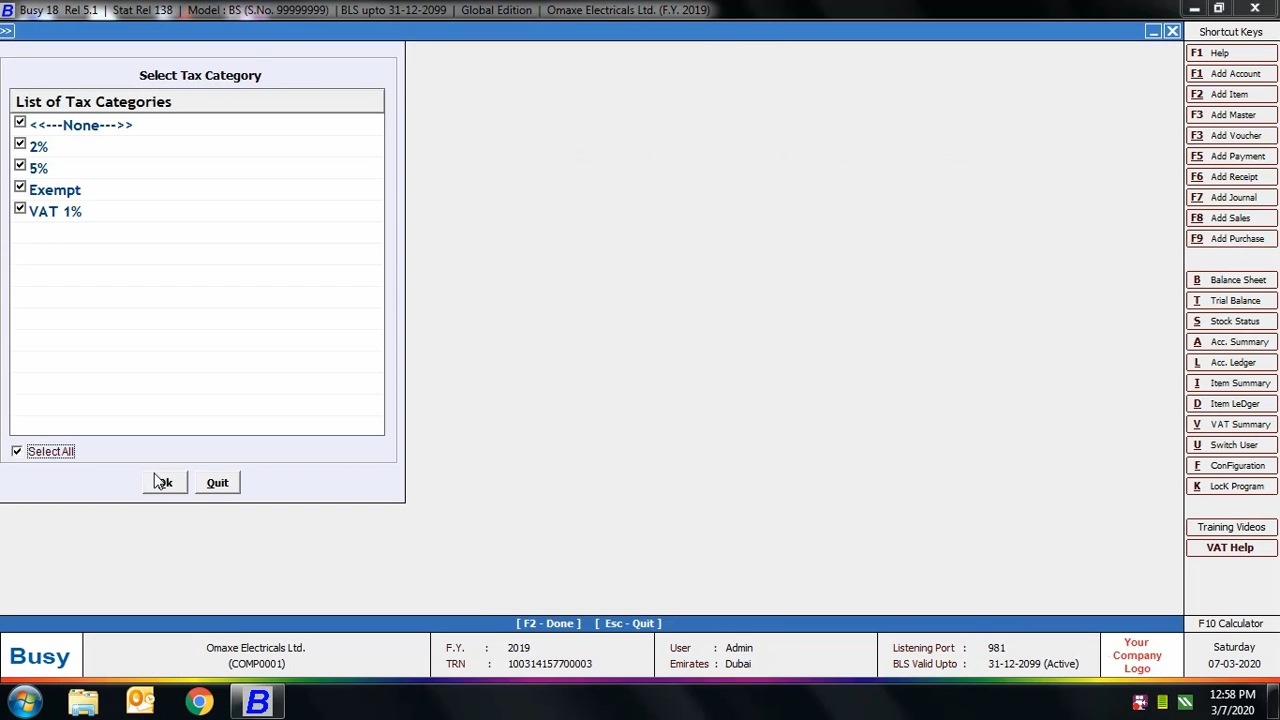 Busy 18 Rel 5.1 | Stat Rel 138 | Model : BS (S.No. 99999999) | BLS upto 31-12-2099 | Global Edition | Omaxe Electricals Ltd. (F.Y. 2019)
>>
Shortcut Keys
Select Tax Category
List of Tax Categories
<<---None--->>
2%
5%
Exempt
VAT 1%
Select All
Quit
F1 Help
F1 Add Account
F2 Add Item
F3 Add Master
F3 Add Voucher
F5 Add Payment
F6 Add Receipt
F7 Add Journal
F8 Add Sales
F9 Add Purchase
B Balance Sheet
T Trial Balance
S Stock Status
A Acc. Summary
L Acc. Ledger
I Item Summary
D Item LeDger
V VAT Summary
U Switch User
F ConFiguration
K LocK Program
Training Videos
VAT Help
[ F2 - Done ] [ Esc - Quit ]
F10 Calculator
Busy
Omaxe Electricals Ltd.
(COMP0001)
F.Y. : 2019
TRN : 100314157700003
User : Admin
Emirates : Dubai
Listening Port : 981
BLS Valid Upto : 31-12-2099 (Active)
Your
Company
Logo
Saturday
07-03-2020
12:58 PM
3/7/2020